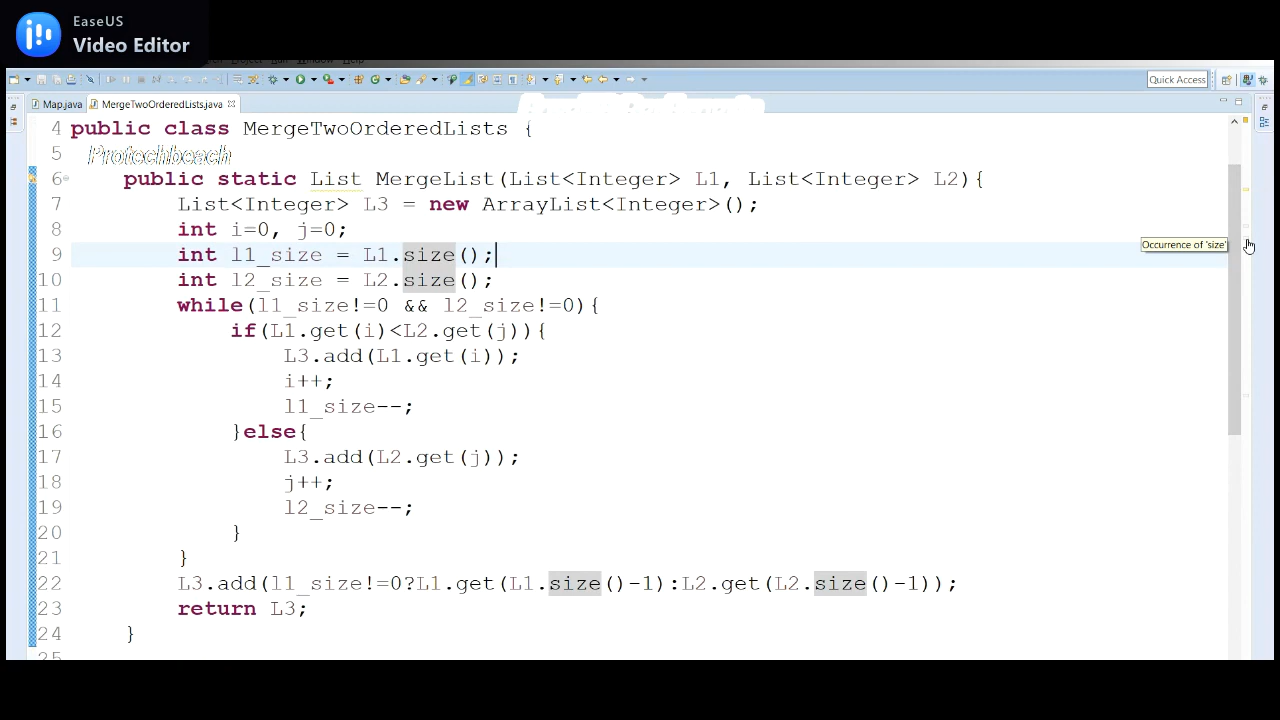 EaseUS
Video Editor
Quick Access
Map.java MergeTwoOrderedLists.java
4 public class MergeTwoOrderedLists {
5
Protechboach
6 public static List MergeList(List<Integer> L1, List<Integer> L2){
7 List<Integer> L3 = new ArrayList<Integer>();
8 int i=0, j=0;
9 int l1_size = L1.size();
Occurrence of 'size'
10 int l2_size = L2.size();
11 while(l1_size!=0 && l2_size!=0){
12 if(L1.get(i)<L2.get(j)){
13 L3.add(L1.get(i));
14 i++;
15 l1_size--;
16 }else{
17 L3.add(L2.get(j));
18 j++;
19 l2_size--;
20 }
21 }
22 L3.add(l1_size!=0?L1.get(L1.size()-1):L2.get(L2.size()-1));
23 return L3;
24 }
25